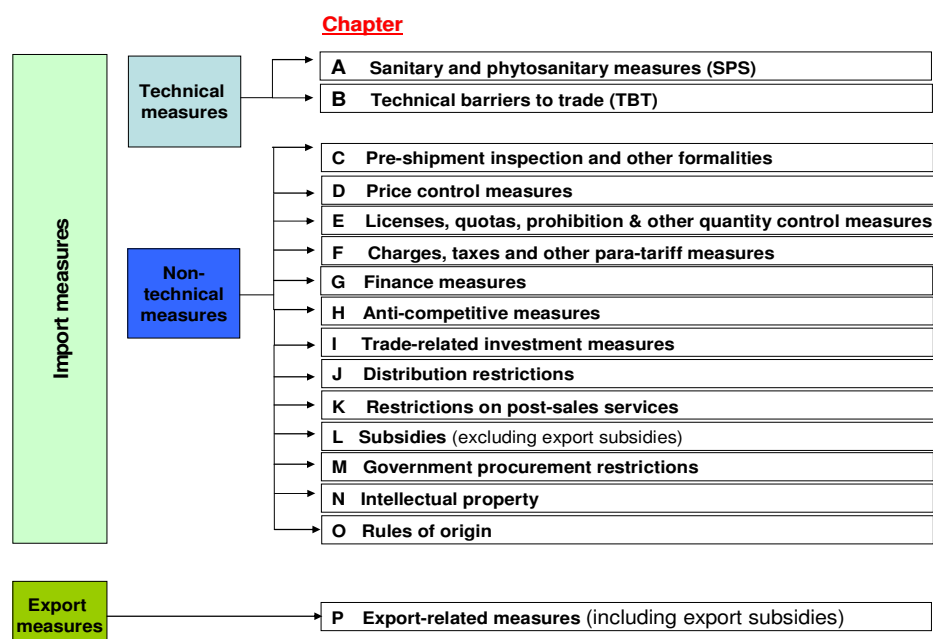 Chapter
Import measures
Technical
measures
A Sanitary and phytosanitary measures (SPS)
B Technical barriers to trade (TBT)
Non-
technical
measures
C Pre-shipment inspection and other formalities
D Price control measures
E Licenses, quotas, prohibition & other quantity control measures
F Charges, taxes and other para-tariff measures
G Finance measures
H Anti-competitive measures
I Trade-related investment measures
J Distribution restrictions
K Restrictions on post-sales services
L Subsidies (excluding export subsidies)
M Government procurement restrictions
N Intellectual property
O Rules of origin
Export
measures
P Export-related measures (including export subsidies)